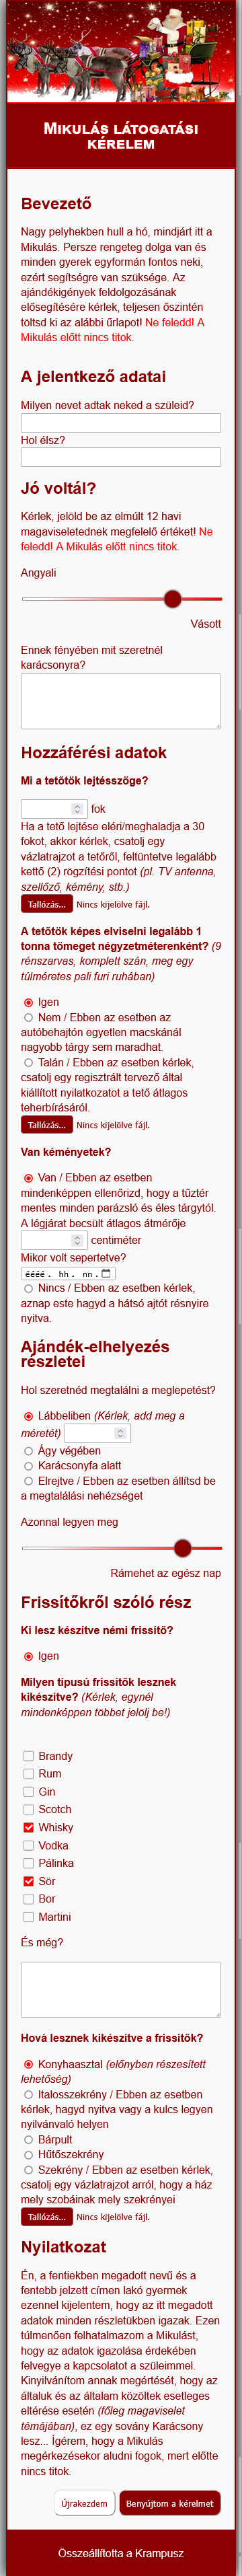 Mikulás látogatási
kérelem
Bevezető
Nagy pelyhekben hull a hó, mindjárt itt a
Mikulás. Persze rengeteg dolga van és
minden gyerek egyformán fontos neki,
ezért segítségre van szüksége. Az
ajándékigények feldolgozásának
elősegítésére kérlek, teljesen őszintén
töltsd ki az alábbi űrlapot! Ne feledd! A
Mikulás előtt nincs titok.
A jelentkező adatai
Milyen nevet adtak neked a szüleid?
Hol élsz?
Jó voltál?
Kérlek, jelöld be az elmúlt 12 havi
magaviseletednek megfelelő értéket! Ne
feledd! A Mikulás előtt nincs titok.
Angyali
Vásott
Ennek fényében mit szeretnél
karácsonyra?
Hozzáférési adatok
Mi a tetőtök lejtésszöge?
fok
Ha a tető lejtése eléri/meghaladja a 30
fokot, akkor kérlek, csatolj egy
vázlatrajzot a tetőről, feltüntetve legalább
kettő (2) rögzítési pontot (pl. TV antenna,
szellőző, kémény, stb.)
Tallózás... Nincs kijelölve fájl.
A tetőtök képes elviselni legalább 1
tonna tömeget négyzetméterenként? (9
rénszarvas, komplett szán, meg egy
túlméretes pali furi ruhában)
Igen
Nem / Ebben az esetben az
autóbehajtón egyetlen macskánál
nagyobb tárgy sem maradhat.
Talán / Ebben az esetben kérlek,
csatolj egy regisztrált tervező által
kiállított nyilatkozatot a tető átlagos
teherbírásáról.
Tallózás... Nincs kijelölve fájl.
Van kéményetek?
Van / Ebben az esetben
mindenképpen ellenőrizd, hogy a tűztér
mentes minden parázsló és éles tárgytól.
A légjárat becsült átlagos átmérője
centiméter
Mikor volt sepertetve?
éééé. hh. nn.
Nincs / Ebben az esetben kérlek,
aznap este hagyd a hátsó ajtót résnyire
nyitva.
Ajándék-elhelyezés
részletei
Hol szeretnéd megtalálni a meglepetést?
Lábbeliben (Kérlek, add meg a
méretét)
Ágy végében
Karácsonyfa alatt
Elrejtve / Ebben az esetben állítsd be
a megtalálási nehézséget
Azonnal legyen meg
Rámehet az egész nap
Frissítőkről szóló rész
Ki lesz készítve némi frissítő?
Igen
Milyen típusú frissítők lesznek
kikészítve? (Kérlek, egynél
mindenképpen többet jelölj be!)
Brandy
Rum
Gin
Scotch
Whisky
Vodka
Pálinka
Sör
Bor
Martini
És még?
Hová lesznek kikészítve a frissítők?
Konyhaasztal (előnyben részesített
lehetőség)
Italosszekrény / Ebben az esetben
kérlek, hagyd nyitva vagy a kulcs legyen
nyilvánvaló helyen
Bárpult
Hűtőszekrény
Szekrény / Ebben az esetben kérlek,
csatolj egy vázlatrajzot arról, hogy a ház
mely szobáinak mely szekrényei
Tallózás... Nincs kijelölve fájl.
Nyilatkozat
Én, a fentiekben megadott nevű és a
fentebb jelzett címen lakó gyermek
ezennel kijelentem, hogy az itt megadott
adatok minden részletükben igazak. Ezen
túlmenően felhatalmazom a Mikulást,
hogy az adatok igazolása érdekében
felvegye a kapcsolatot a szüleimmel.
Kinyilvánítom annak megértését, hogy az
általuk és az általam közöltek esetleges
eltérése esetén (főleg magaviselet
témájában), ez egy sovány Karácsony
lesz... Ígérem, hogy a Mikulás
megérkezésekor aludni fogok, mert előtte
nincs titok.
Újrakezdem Benyújtom a kérelmet
Összeállította a Krampusz